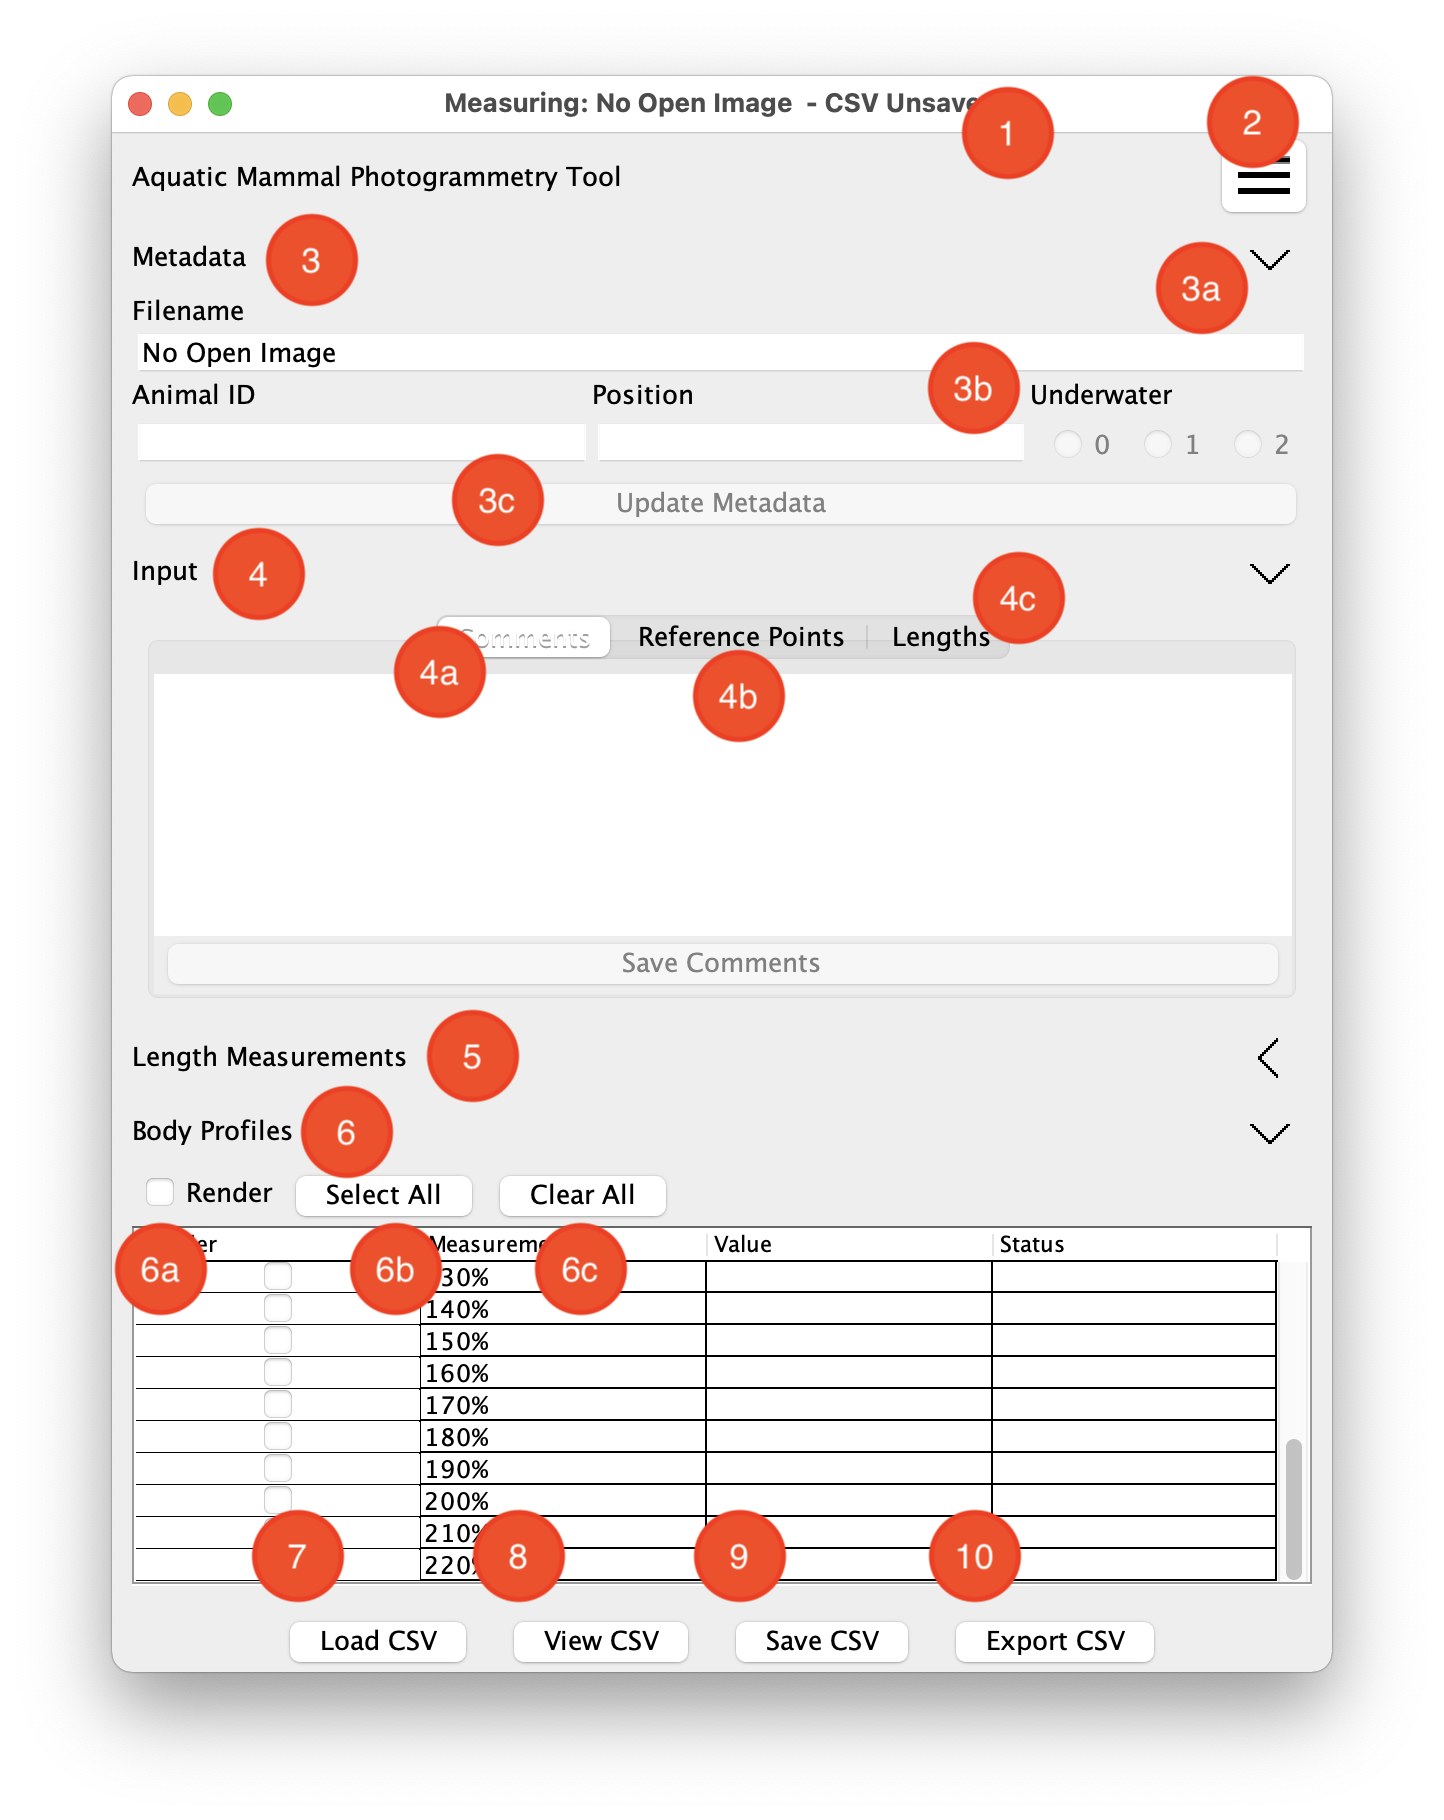 Measuring: No Open Image - CSV Unsave
1
2
Aquatic Mammal Photogrammetry Tool
Metadata
3
3a
Filename
No Open Image
Animal ID
Position
3b
Underwater
0
1
2
3c
Update Metadata
Input
4
4c
Comments
Reference Points
Lengths
4a
4b
Save Comments
Length Measurements
5
Body Profiles
6
Render
Select All
Clear All
Value
Status
6a
6b
6c
30%
140%
150%
160%
170%
180%
190%
200%
210%
220%
7
8
9
10
Load CSV
View CSV
Save CSV
Export CSV